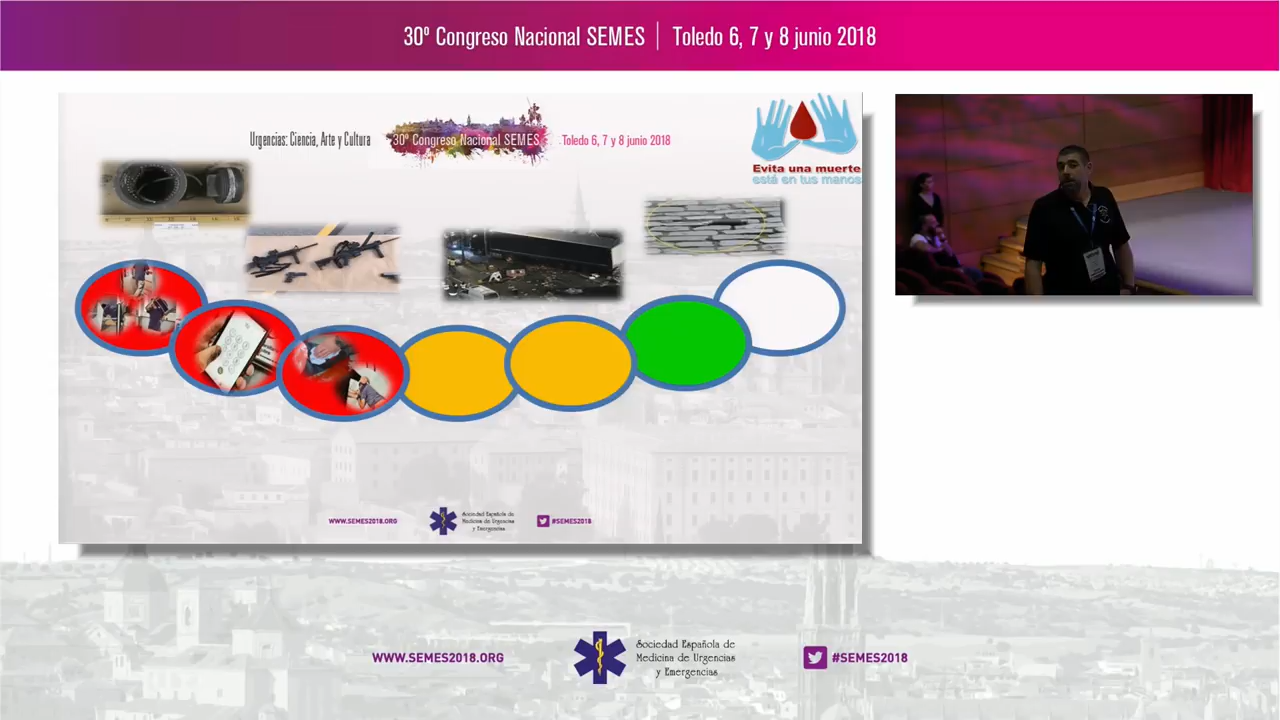 30º Congreso Nacional SEMES | Toledo 6, 7 y 8 junio 2018
Urgencias: Ciencia, Arte y Cultura
30º Congreso Nacional SEMES
Toledo 6, 7 y 8 junio 2018
Evita una muerte
está en tus manos
WWW.SEMES2018.ORG
Sociedad Española de
Medicina de Urgencias
y Emergencias
#SEMES2018
WWW.SEMES2018.ORG
Sociedad Española de
Medicina de Urgencias
y Emergencias
#SEMES2018